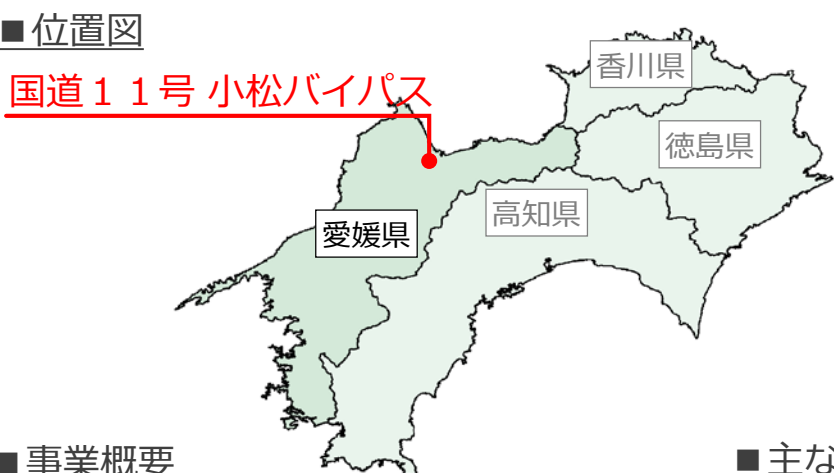 ■位置図
国道１１号 小松バイパス
香川県
徳島県
高知県
愛媛県
■事業概要
■主な